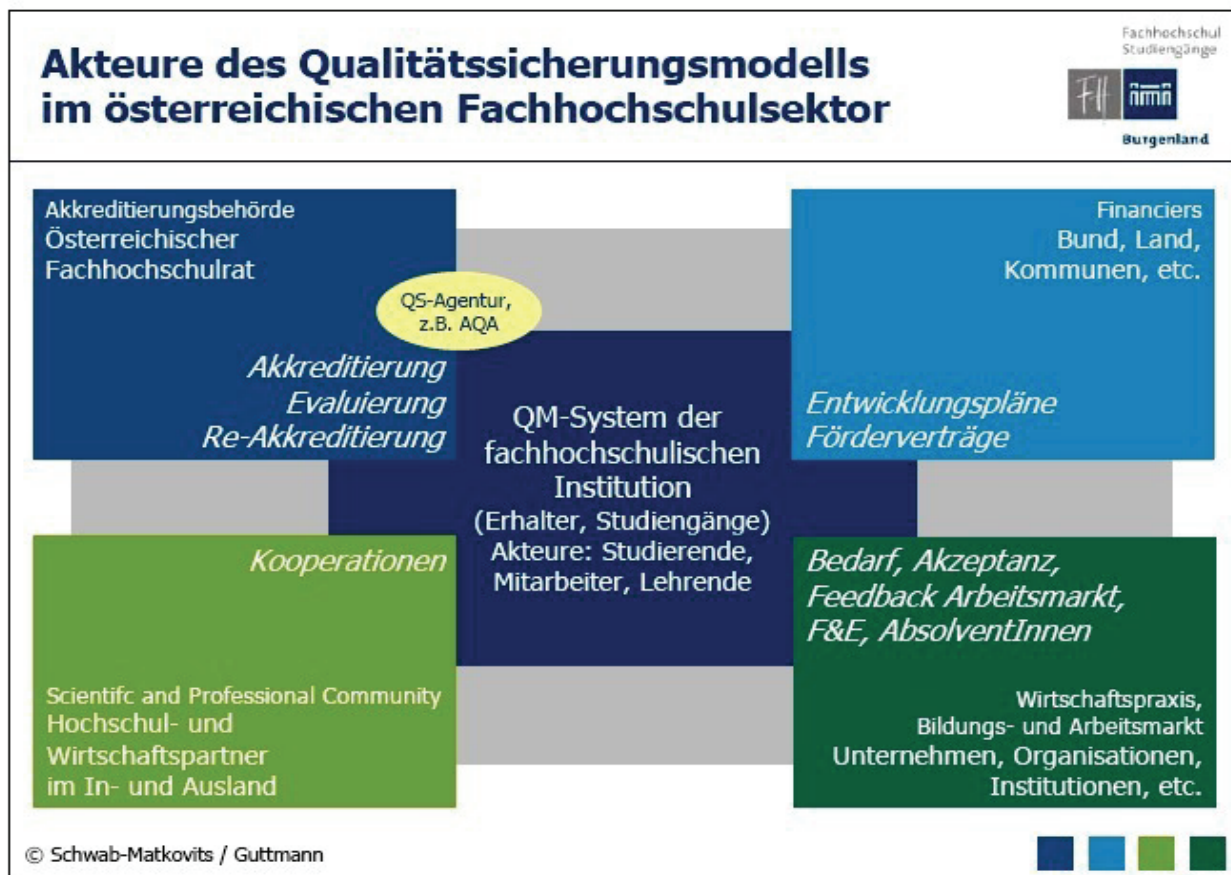 Akteure des Qualitätssicherungsmodells
im österreichischen Fachhochschulsektor
Fachhochschul
Studiengänge
FH
Burgenland
Akkreditierungsbehörde
Österreichischer
Fachhochschulrat
Akkreditierung
Evaluierung
Re-Akkreditierung
QS-Agentur,
z.B. AQA
Financiers
Bund, Land,
Kommunen, etc.
Entwicklungspläne
Förderverträge
QM-System der
fachhochschulischen
Institution
(Erhalter, Studiengänge)
Akteure: Studierende,
Mitarbeiter, Lehrende
Kooperationen
Scientifc and Professional Community
Hochschul- und
Wirtschaftspartner
im In- und Ausland
Bedarf, Akzeptanz,
Feedback Arbeitsmarkt,
F&E, AbsolventInnen
Wirtschaftspraxis,
Bildungs- und Arbeitsmarkt
Unternehmen, Organisationen,
Institutionen, etc.
© Schwab-Matkovits / Guttmann